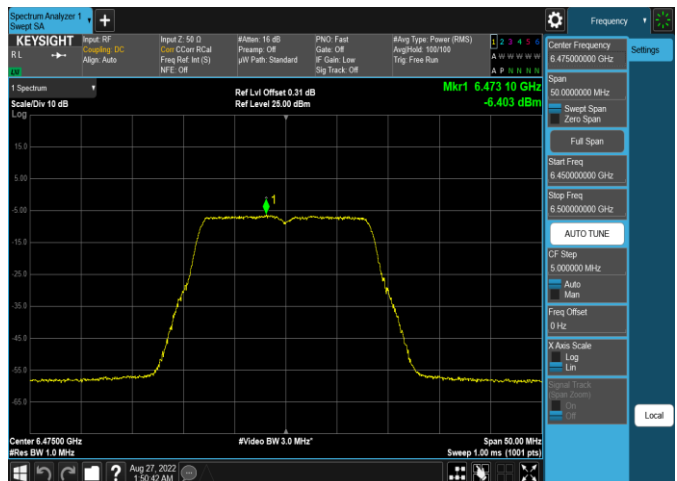 Spectrum Analyzer 1
Swept SA
+
Frequency
KEYSIGHT
R L
Input: RF
Coupling: DC
Align: Auto
Input Z: 50 Ω
Corr CCorr RCal
Freq Ref: Int (S)
NFE: Off
#Atten: 16 dB
Preamp: Off
µW Path: Standard
PNO: Fast
Gate: Off
IF Gain: Low
Sig Track: Off
#Avg Type: Power (RMS)
Avg|Hold: 100/100
Trig: Free Run
1 2 3 4 5 6
A W W W W W
A P N N N N
LW
1 Spectrum
Scale/Div 10 dB
Log
Ref Lvl Offset 0.31 dB
Ref Level 25.00 dBm
Mkr1 6.473 10 GHz
-6.403 dBm
15.0
5.00
-5.00
-15.0
-25.0
-35.0
-45.0
-55.0
-65.0
1
Center 6.47500 GHz
#Res BW 1.0 MHz
#Video BW 3.0 MHz*
Span 50.00 MHz
Sweep 1.00 ms (1001 pts)
Aug 27, 2022
1:50:42 AM
Center Frequency
6.475000000 GHz
Settings
Span
50.0000000 MHz
Swept Span
Zero Span
Full Span
Start Freq
6.450000000 GHz
Stop Freq
6.500000000 GHz
AUTO TUNE
CF Step
5.000000 MHz
Auto
Man
Freq Offset
0 Hz
X Axis Scale
Log
Lin
Signal Track
(Span Zoom)
On
Off
Local